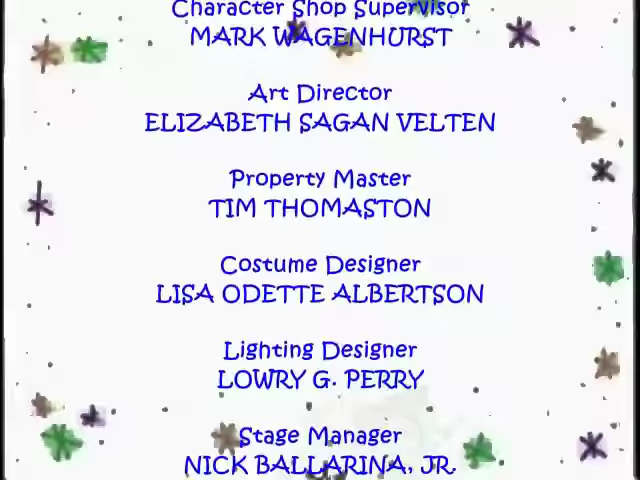 Character Shop Supervisor
MARK WAGENHURST
Art Director
ELIZABETH SAGAN VELTEN
Property Master
TIM THOMASTON
Costume Designer
LISA ODETTE ALBERTSON
Lighting Designer
LOWRY G. PERRY
Stage Manager
NICK BALLARINA, JR.